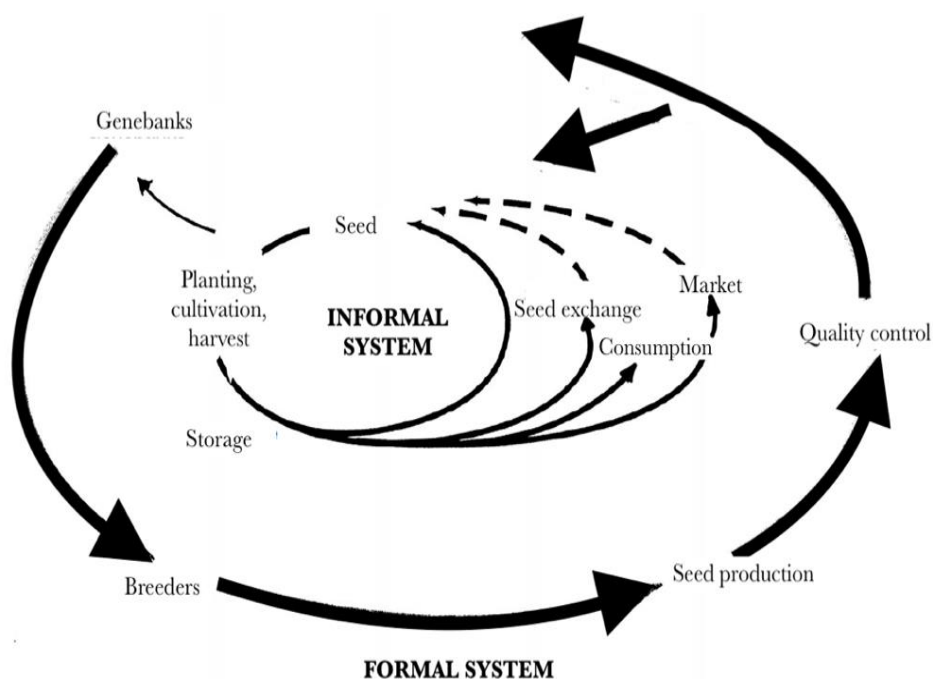 Genebanks
Seed
Planting,
cultivation,
harvest
INFORMAL
SYSTEM
Seed exchange
Market
Consumption
Quality control
Storage
Breeders
Seed production
FORMAL SYSTEM